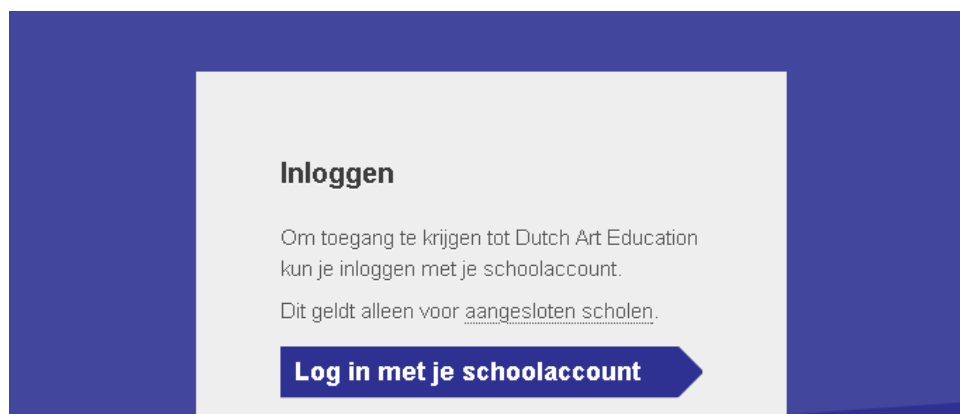 Inloggen
Om toegang te krijgen tot Dutch Art Education
kun je inloggen met je schoolaccount.
Dit geldt alleen voor aangesloten scholen.
Log in met je schoolaccount